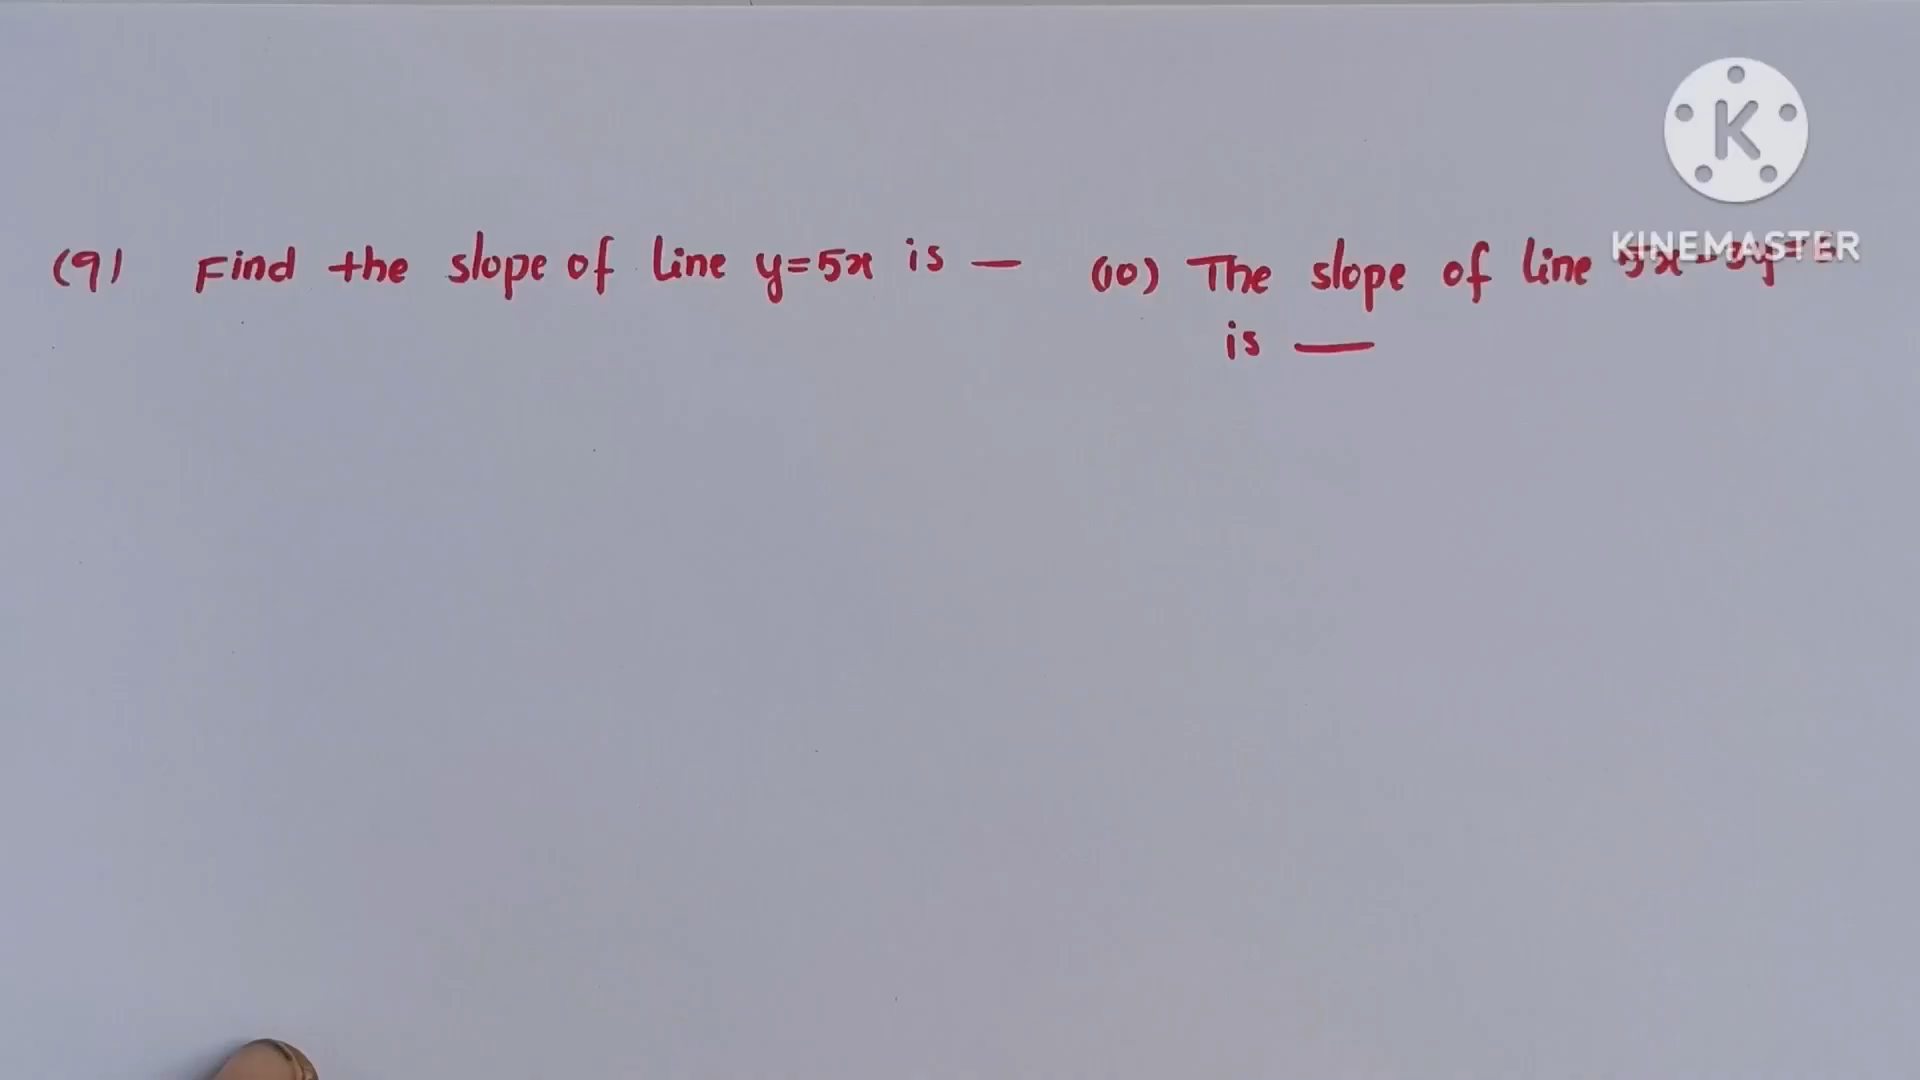 (9) Find the slope of line y=5x is —
(10) The slope of line
is —
K
KINEMASTER